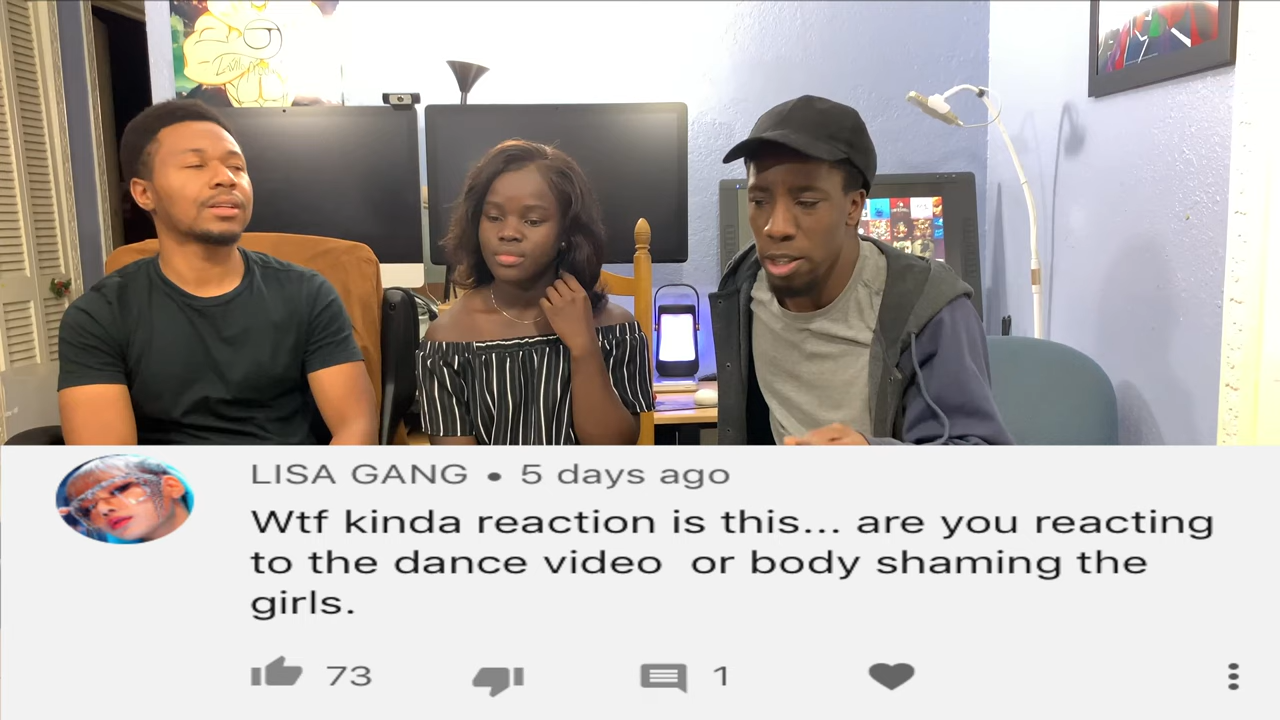 LISA GANG • 5 days ago
Wtf kinda reaction is this... are you reacting
to the dance video or body shaming the
girls.
73
1